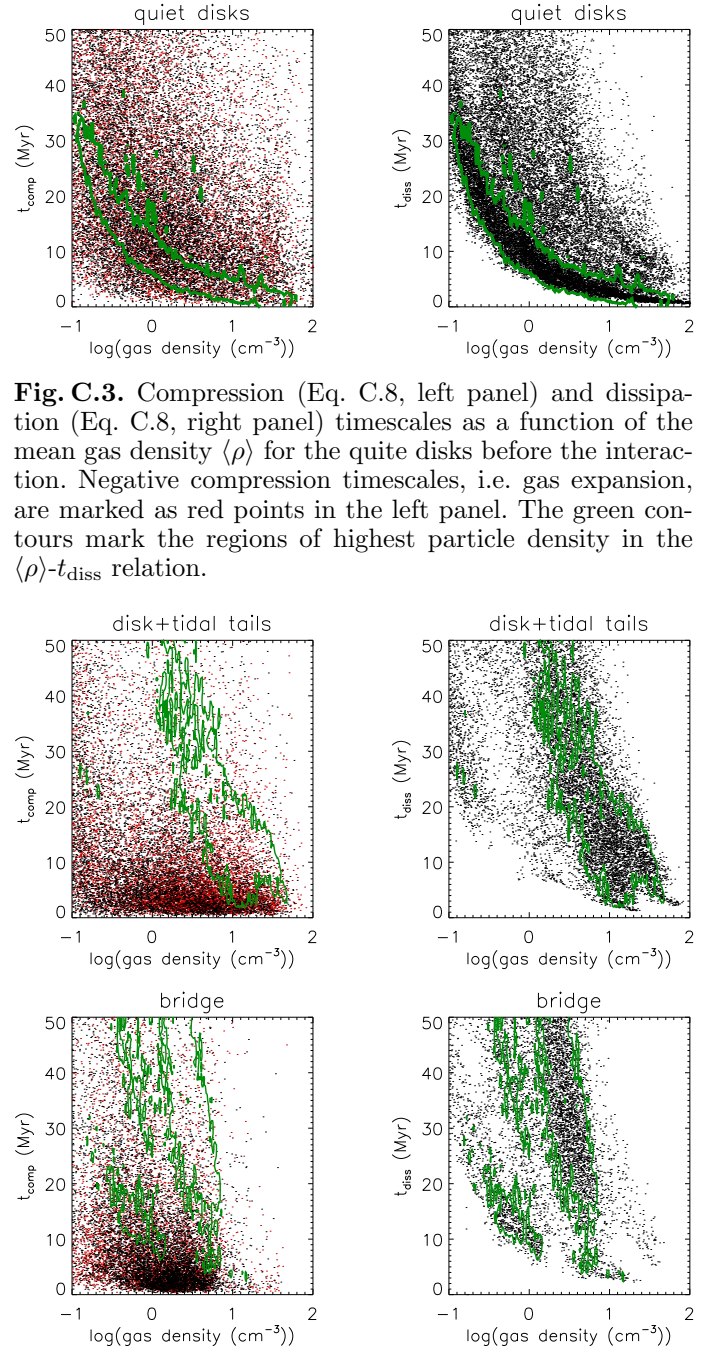 quiet disks
quiet disks
50
40
30
20
10
0
t_comp (Myr)
−1 0 1 2
log(gas density (cm⁻³))
50
40
30
20
10
0
t_diss (Myr)
−1 0 1 2
log(gas density (cm⁻³))
Fig. C.3. Compression (Eq. C.8, left panel) and dissipa-
tion (Eq. C.8, right panel) timescales as a function of the
mean gas density ⟨ρ⟩ for the quite disks before the interac-
tion. Negative compression timescales, i.e. gas expansion,
are marked as red points in the left panel. The green con-
tours mark the regions of highest particle density in the
⟨ρ⟩-t_diss relation.
disk+tidal tails
disk+tidal tails
50
40
30
20
10
0
t_comp (Myr)
−1 0 1 2
log(gas density (cm⁻³))
50
40
30
20
10
0
t_diss (Myr)
−1 0 1 2
log(gas density (cm⁻³))
bridge
bridge
50
40
30
20
10
0
t_comp (Myr)
−1 0 1 2
log(gas density (cm⁻³))
50
40
30
20
10
0
t_diss (Myr)
−1 0 1 2
log(gas density (cm⁻³))